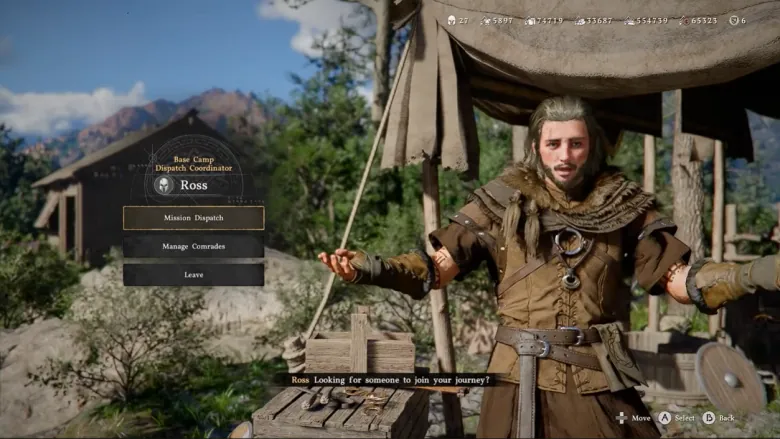 27 5897 74719 33687 554739 65323 6
Base Camp
Dispatch Coordinator
Ross
Mission Dispatch
Manage Comrades
Leave
Ross Looking for someone to join your journey?
Move A Select B Back